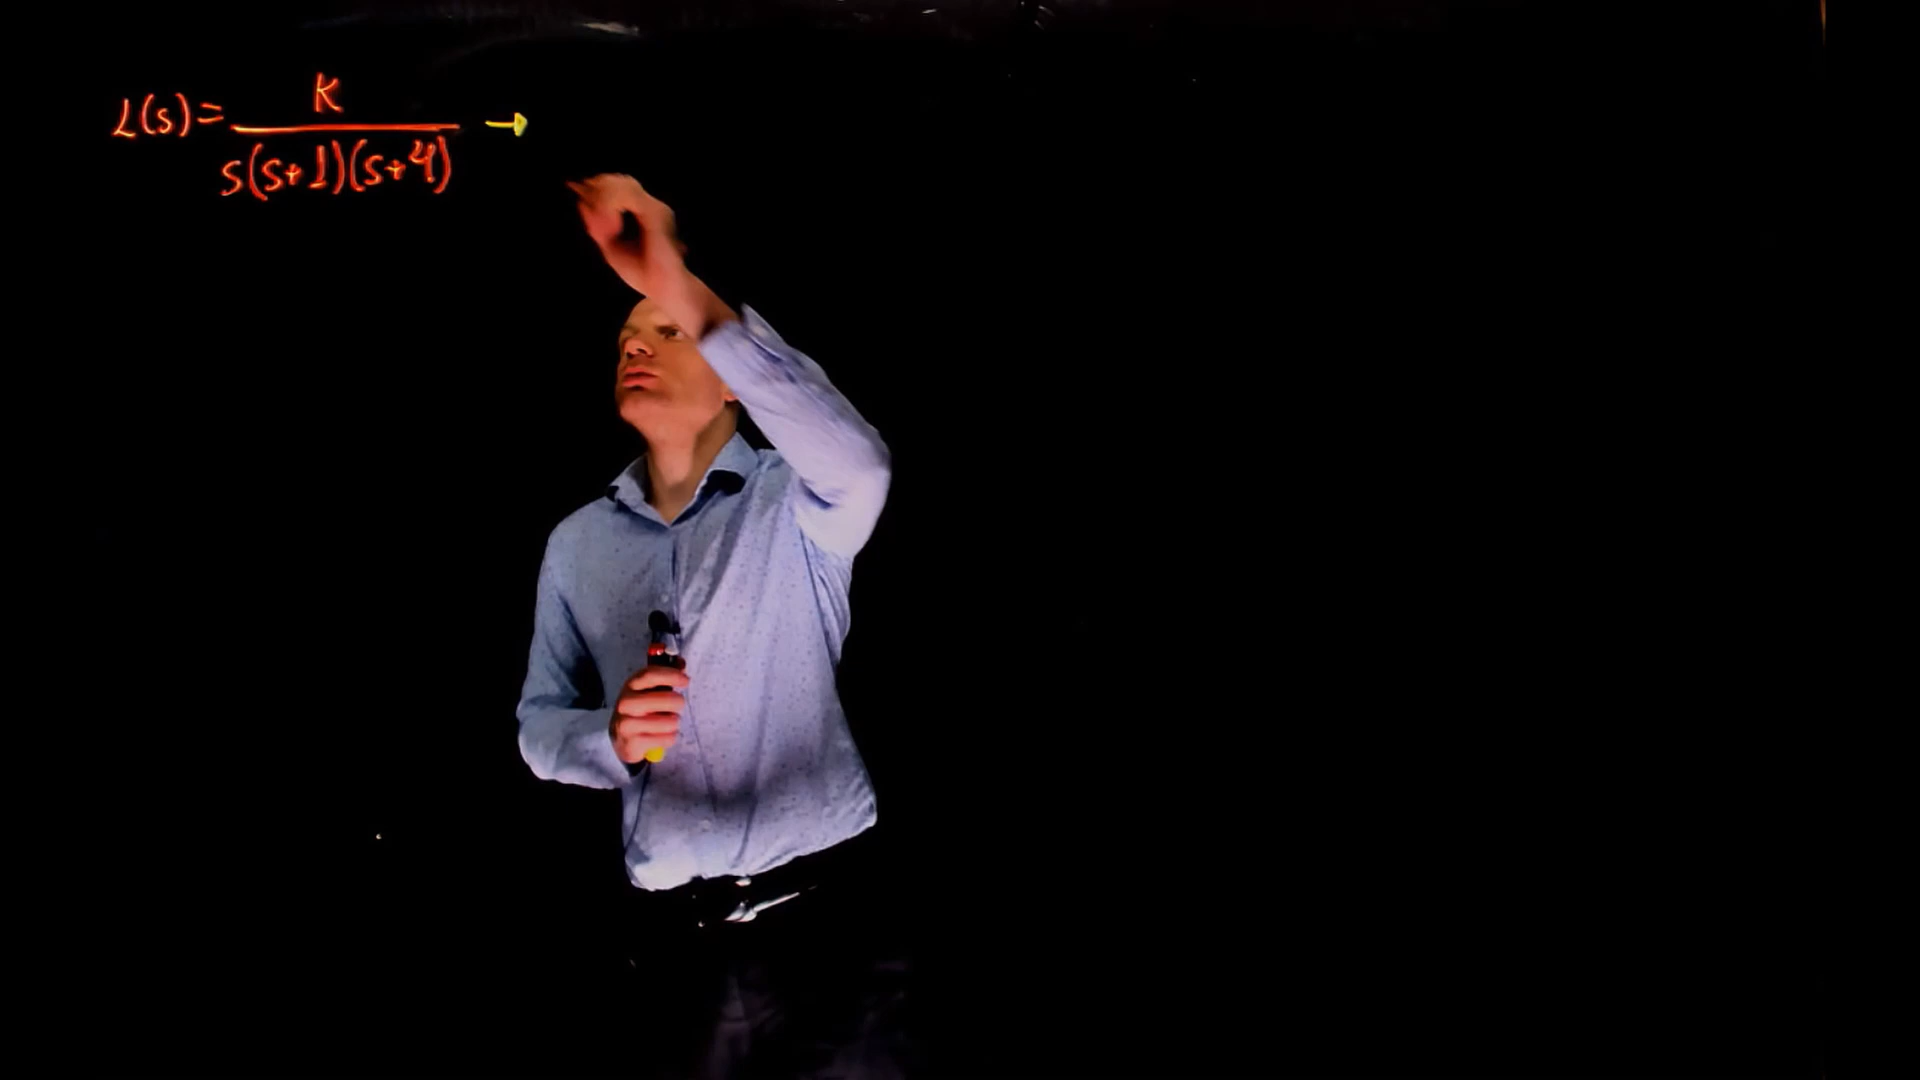 L(s) = K / s(s+1)(s+4) →